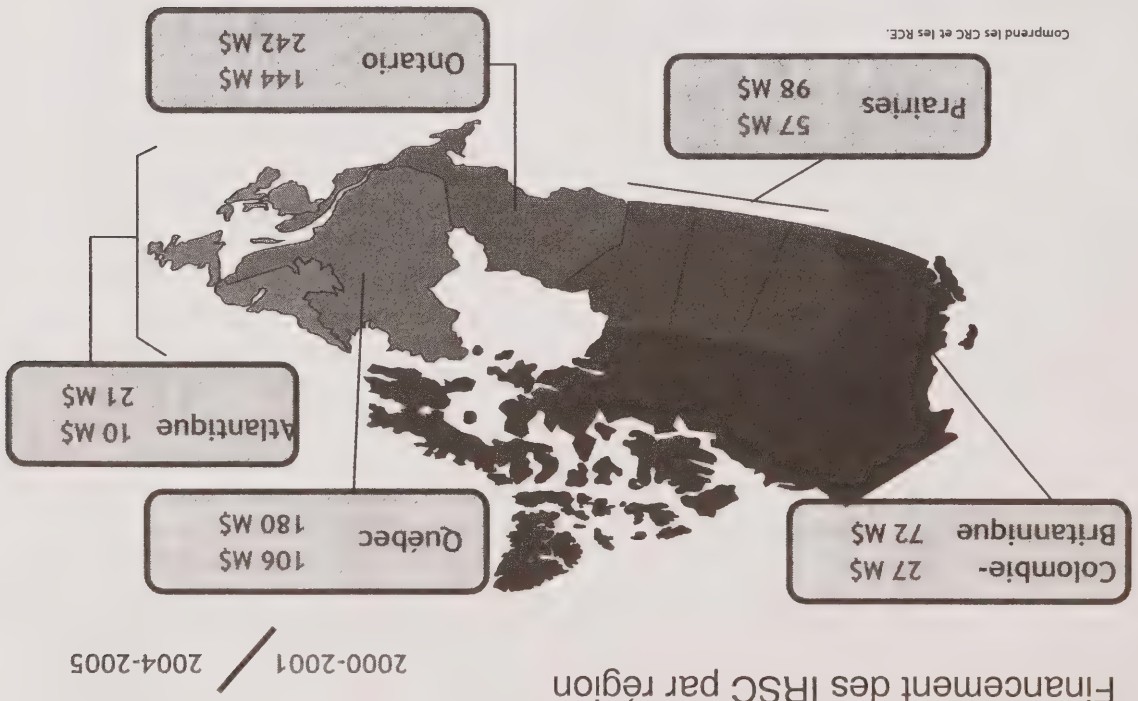 Financement des IRSC par région
2000-2001 / 2004-2005
Colombie- 27 M$
Britannique 72 M$
Québec
106 M$
180 M$
Atlantique 10 M$
21 M$
Prairies
57 M$
98 M$
Ontario
144 M$
242 M$
Comprend les CRC et les RCE.